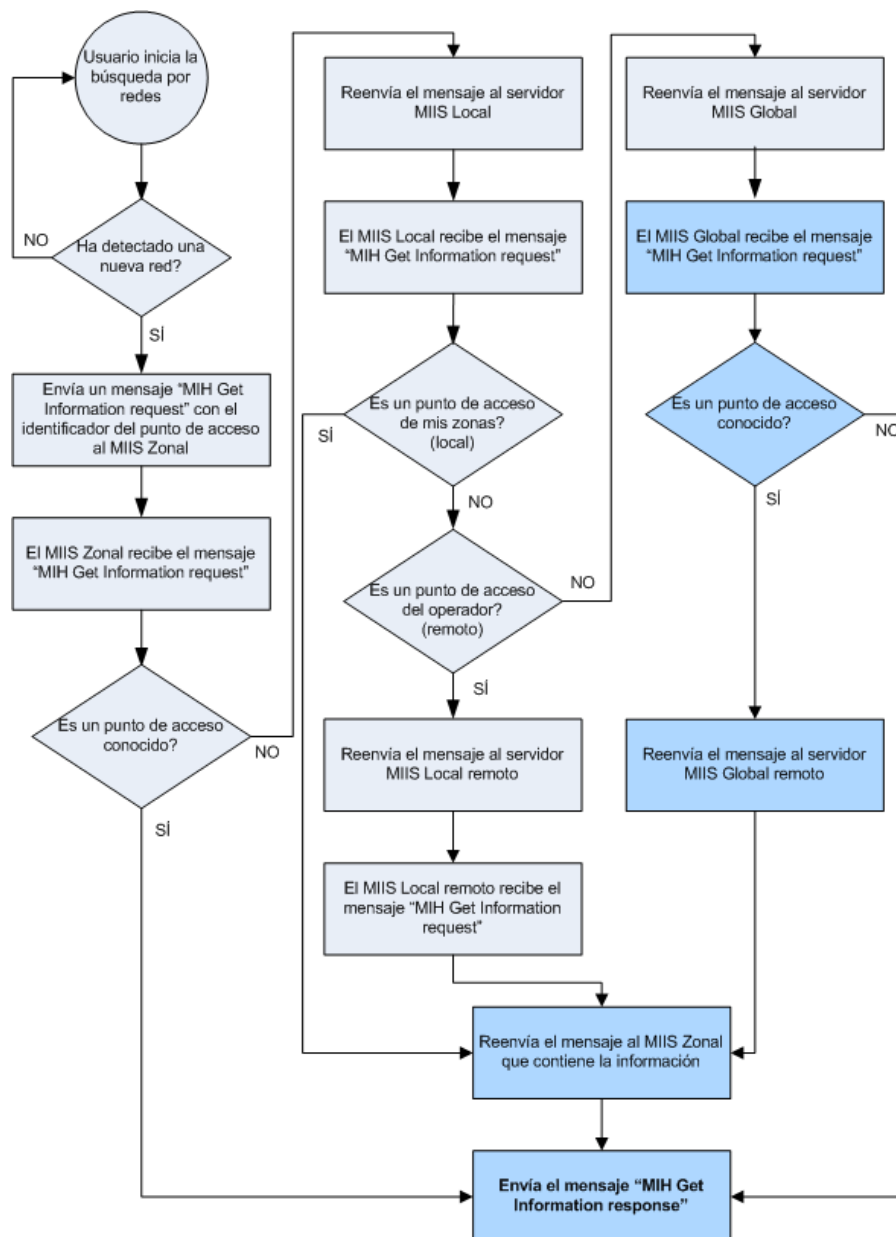 Usuario inicia la
búsqueda por
redes
Ha detectado una
nueva red?
NO
SÍ
Envía un mensaje “MIH Get
Information request” con el
identificador del punto de acceso
al MIIS Zonal
El MIIS Zonal recibe el mensaje
“MIH Get Information request”
Es un punto de acceso
conocido?
NO
SÍ
Reenvía el mensaje al servidor
MIIS Local
El MIIS Local recibe el mensaje
“MIH Get Information request”
Es un punto de acceso
de mis zonas?
(local)
SÍ
NO
Es un punto de acceso
del operador?
(remoto)
NO
SÍ
Reenvía el mensaje al servidor
MIIS Local remoto
El MIIS Local remoto recibe el
mensaje “MIH Get Information
request”
Reenvía el mensaje al servidor
MIIS Global
El MIIS Global recibe el mensaje
“MIH Get Information request”
Es un punto de acceso
conocido?
NO
SÍ
Reenvía el mensaje al servidor
MIIS Global remoto
Reenvía el mensaje al MIIS Zonal
que contiene la información
Envía el mensaje “MIH Get
Information response”